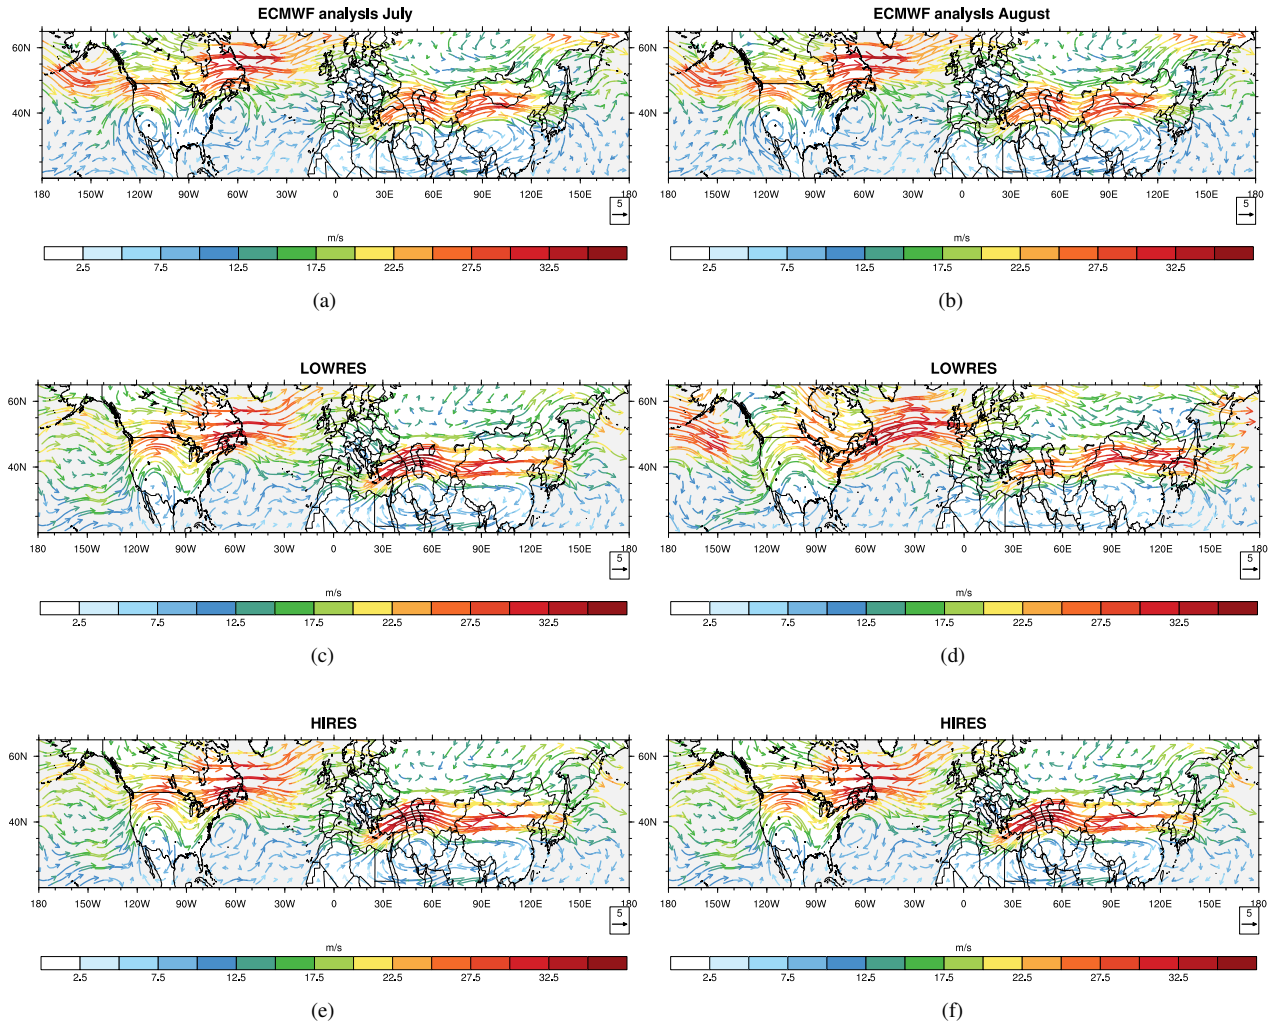 ECMWF analysis July
ECMWF analysis August
60N
40N
180 150W 120W 90W 60W 30W 0 30E 60E 90E 120E 150E 180
60N
40N
180 150W 120W 90W 60W 30W 0 30E 60E 90E 120E 150E 180
5
5
m/s
2.5 7.5 12.5 17.5 22.5 27.5 32.5
m/s
2.5 7.5 12.5 17.5 22.5 27.5 32.5
(a)
(b)
LOWRES
LOWRES
60N
40N
180 150W 120W 90W 60W 30W 0 30E 60E 90E 120E 150E 180
60N
40N
180 150W 120W 90W 60W 30W 0 30E 60E 90E 120E 150E 180
5
5
m/s
2.5 7.5 12.5 17.5 22.5 27.5 32.5
m/s
2.5 7.5 12.5 17.5 22.5 27.5 32.5
(c)
(d)
HIRES
HIRES
60N
40N
180 150W 120W 90W 60W 30W 0 30E 60E 90E 120E 150E 180
60N
40N
180 150W 120W 90W 60W 30W 0 30E 60E 90E 120E 150E 180
5
5
m/s
2.5 7.5 12.5 17.5 22.5 27.5 32.5
m/s
2.5 7.5 12.5 17.5 22.5 27.5 32.5
(e)
(f)